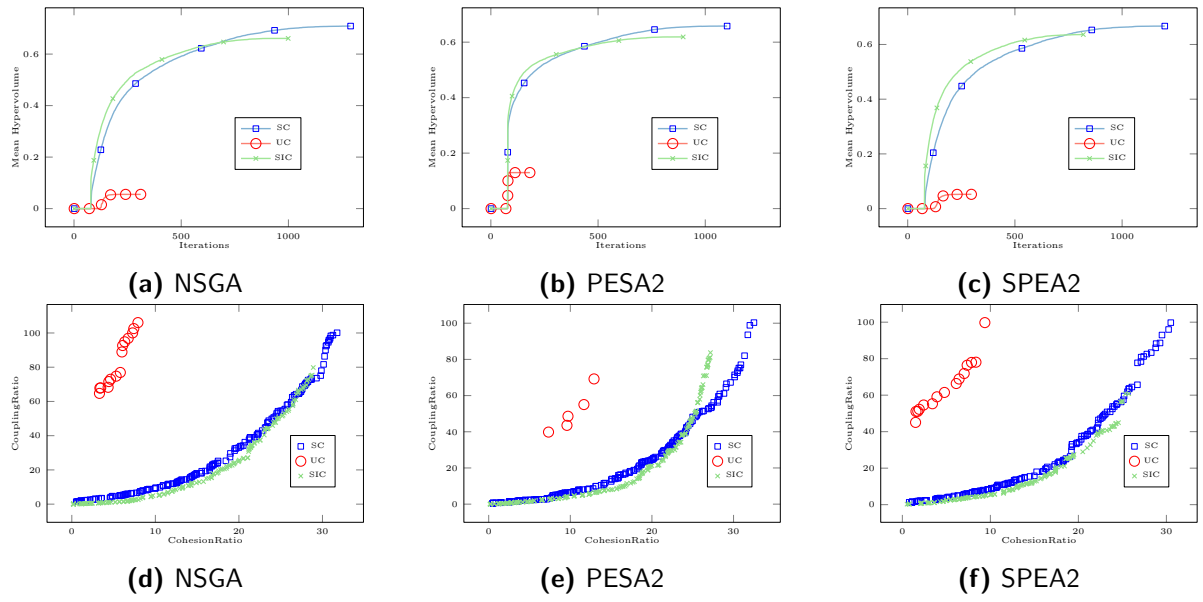 0.6
0.4
0.2
0
Mean Hypervolume
SC
UC
SIC
0 500 1000
Iterations
(a) NSGA
0.6
0.4
0.2
0
Mean Hypervolume
SC
UC
SIC
0 500 1000
Iterations
(b) PESA2
0.6
0.4
0.2
0
Mean Hypervolume
SC
UC
SIC
0 500 1000
Iterations
(c) SPEA2
100
80
60
40
20
0
CouplingRatio
SC
UC
SIC
0 10 20 30
CohesionRatio
(d) NSGA
100
80
60
40
20
0
CouplingRatio
SC
UC
SIC
0 10 20 30
CohesionRatio
(e) PESA2
100
80
60
40
20
0
CouplingRatio
SC
UC
SIC
0 10 20 30
CohesionRatio
(f) SPEA2